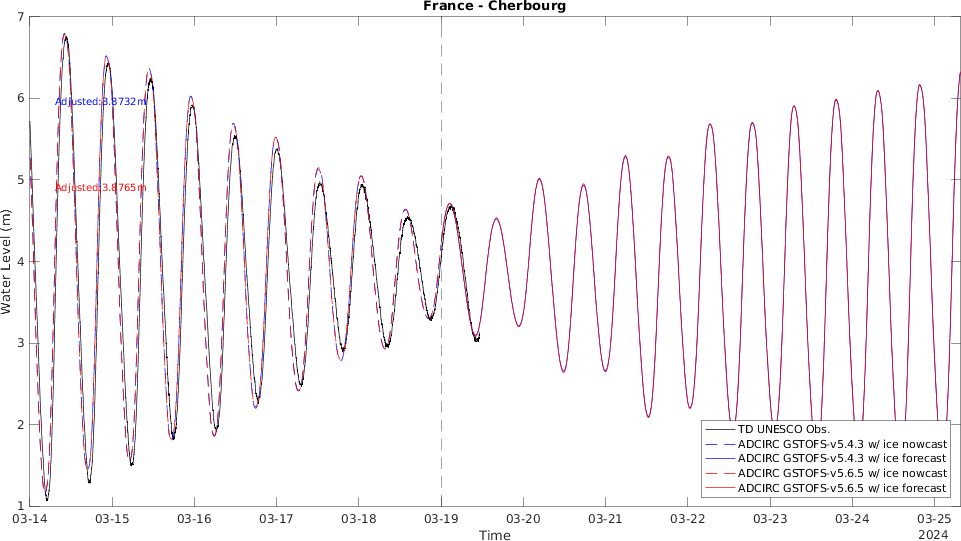 France - Cherbourg
7
6
5
4
3
2
1
Water Level (m)
Adjusted:3.8732m
Adjusted:3.8765m
TD UNESCO Obs.
ADCIRC GSTOFS-v5.4.3 w/ ice nowcast
ADCIRC GSTOFS-v5.4.3 w/ ice forecast
ADCIRC GSTOFS-v5.6.5 w/ ice nowcast
ADCIRC GSTOFS-v5.6.5 w/ ice forecast
03-14 03-15 03-16 03-17 03-18 03-19 03-20 03-21 03-22 03-23 03-24 03-25
Time
2024